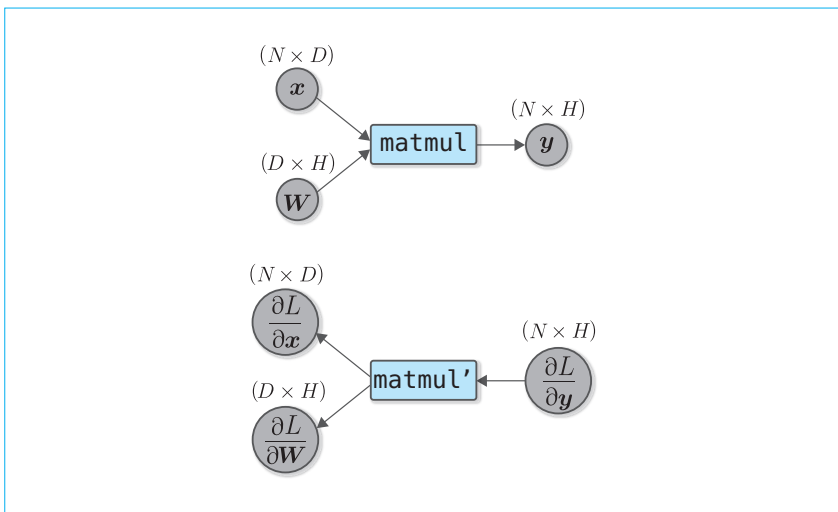 (N × D)
x
(N × H)
matmul
y
(D × H)
W
(N × D)
∂L
∂x
(N × H)
matmul’
∂L
∂y
(D × H)
∂L
∂W